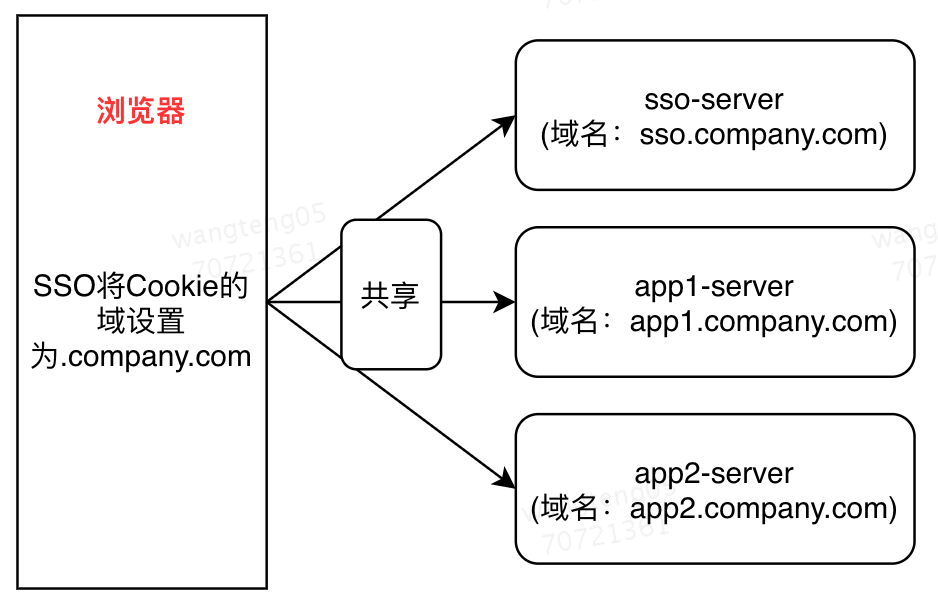 浏览器
SSO将Cookie的
域设置
为.company.com
共享
sso-server
(域名：sso.company.com)
app1-server
(域名：app1.company.com)
app2-server
(域名：app2.company.com)
wangteng05
70721361
wangteng05
70721361